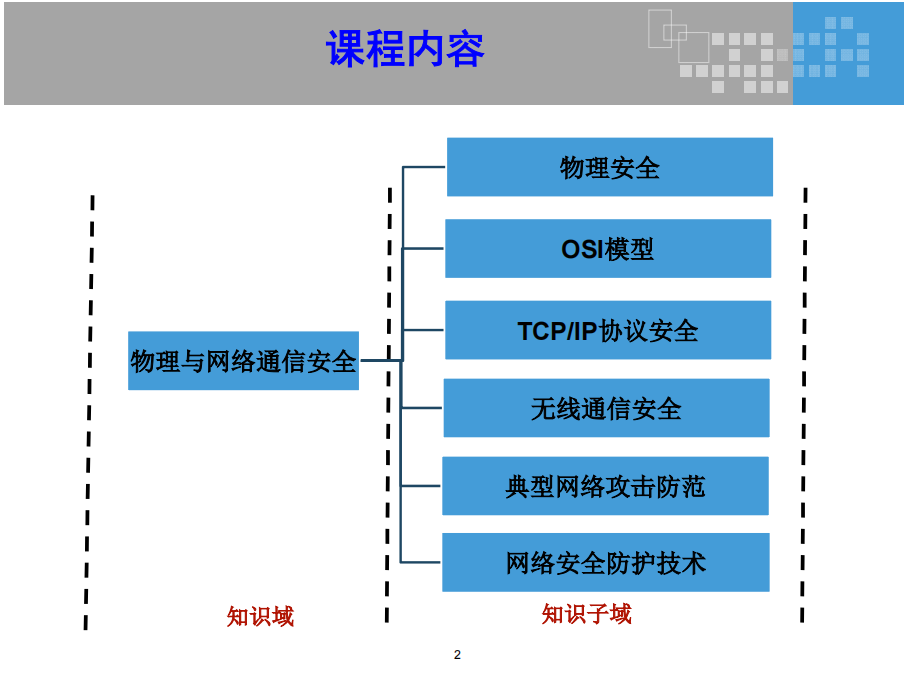 课程内容
物理安全
OSI模型
TCP/IP协议安全
物理与网络通信安全
无线通信安全
典型网络攻击防范
网络安全防护技术
知识域
知识子域
2